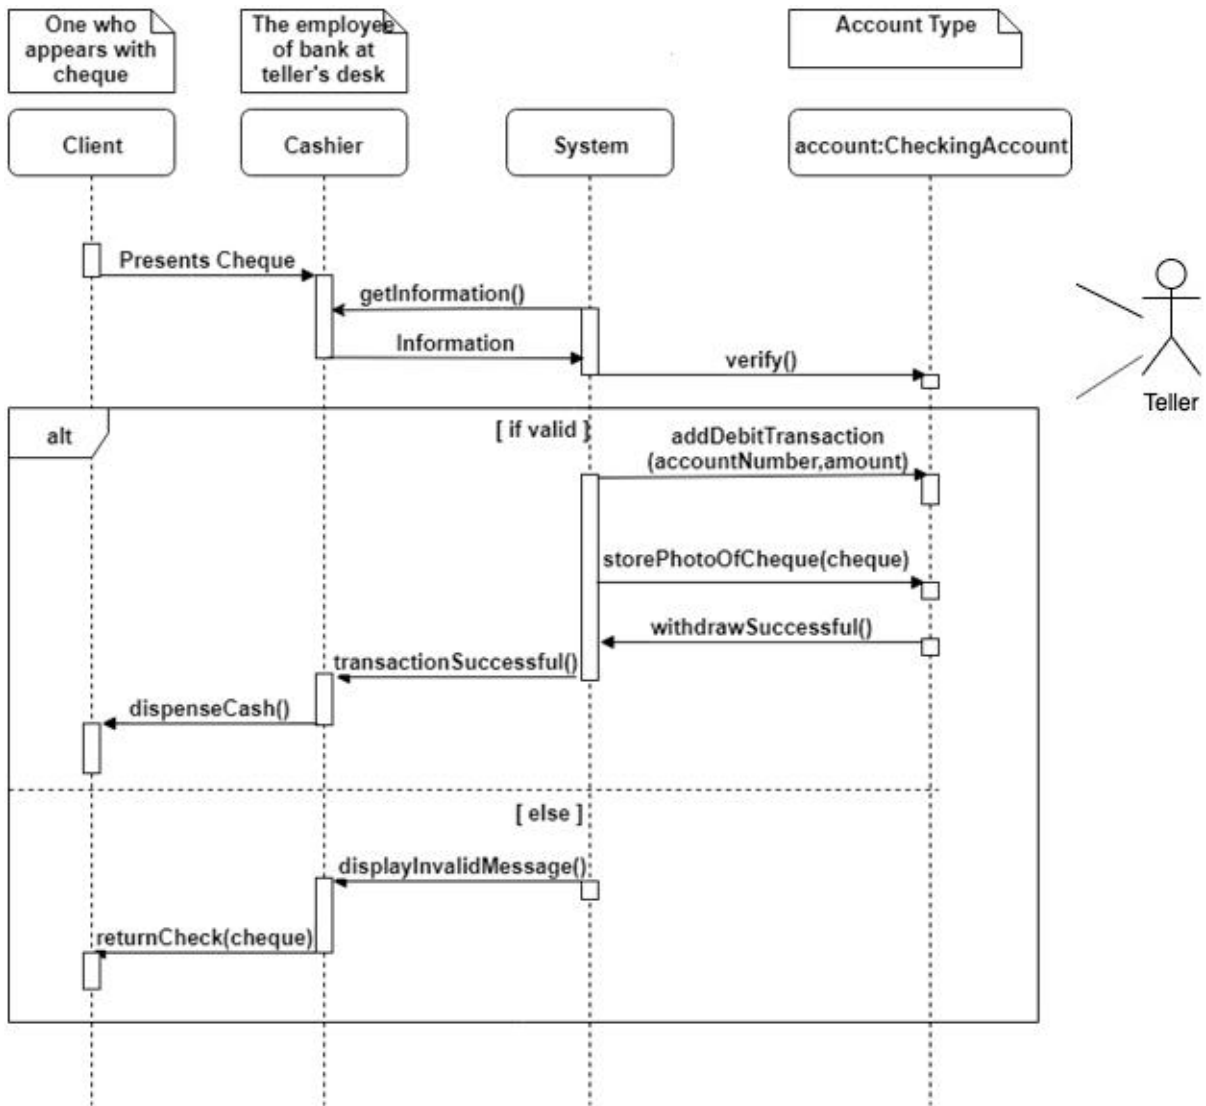 One who
appears with
cheque
The employee
of bank at
teller's desk
Account Type
Client
Cashier
System
account:CheckingAccount
Presents Cheque
getInformation()
Information
verify()
Teller
alt
[ if valid ]
addDebitTransaction
(accountNumber,amount)
storePhotoOfCheque(cheque)
withdrawSuccessful()
transactionSuccessful()
dispenseCash()
[ else ]
displayInvalidMessage()
returnCheck(cheque)